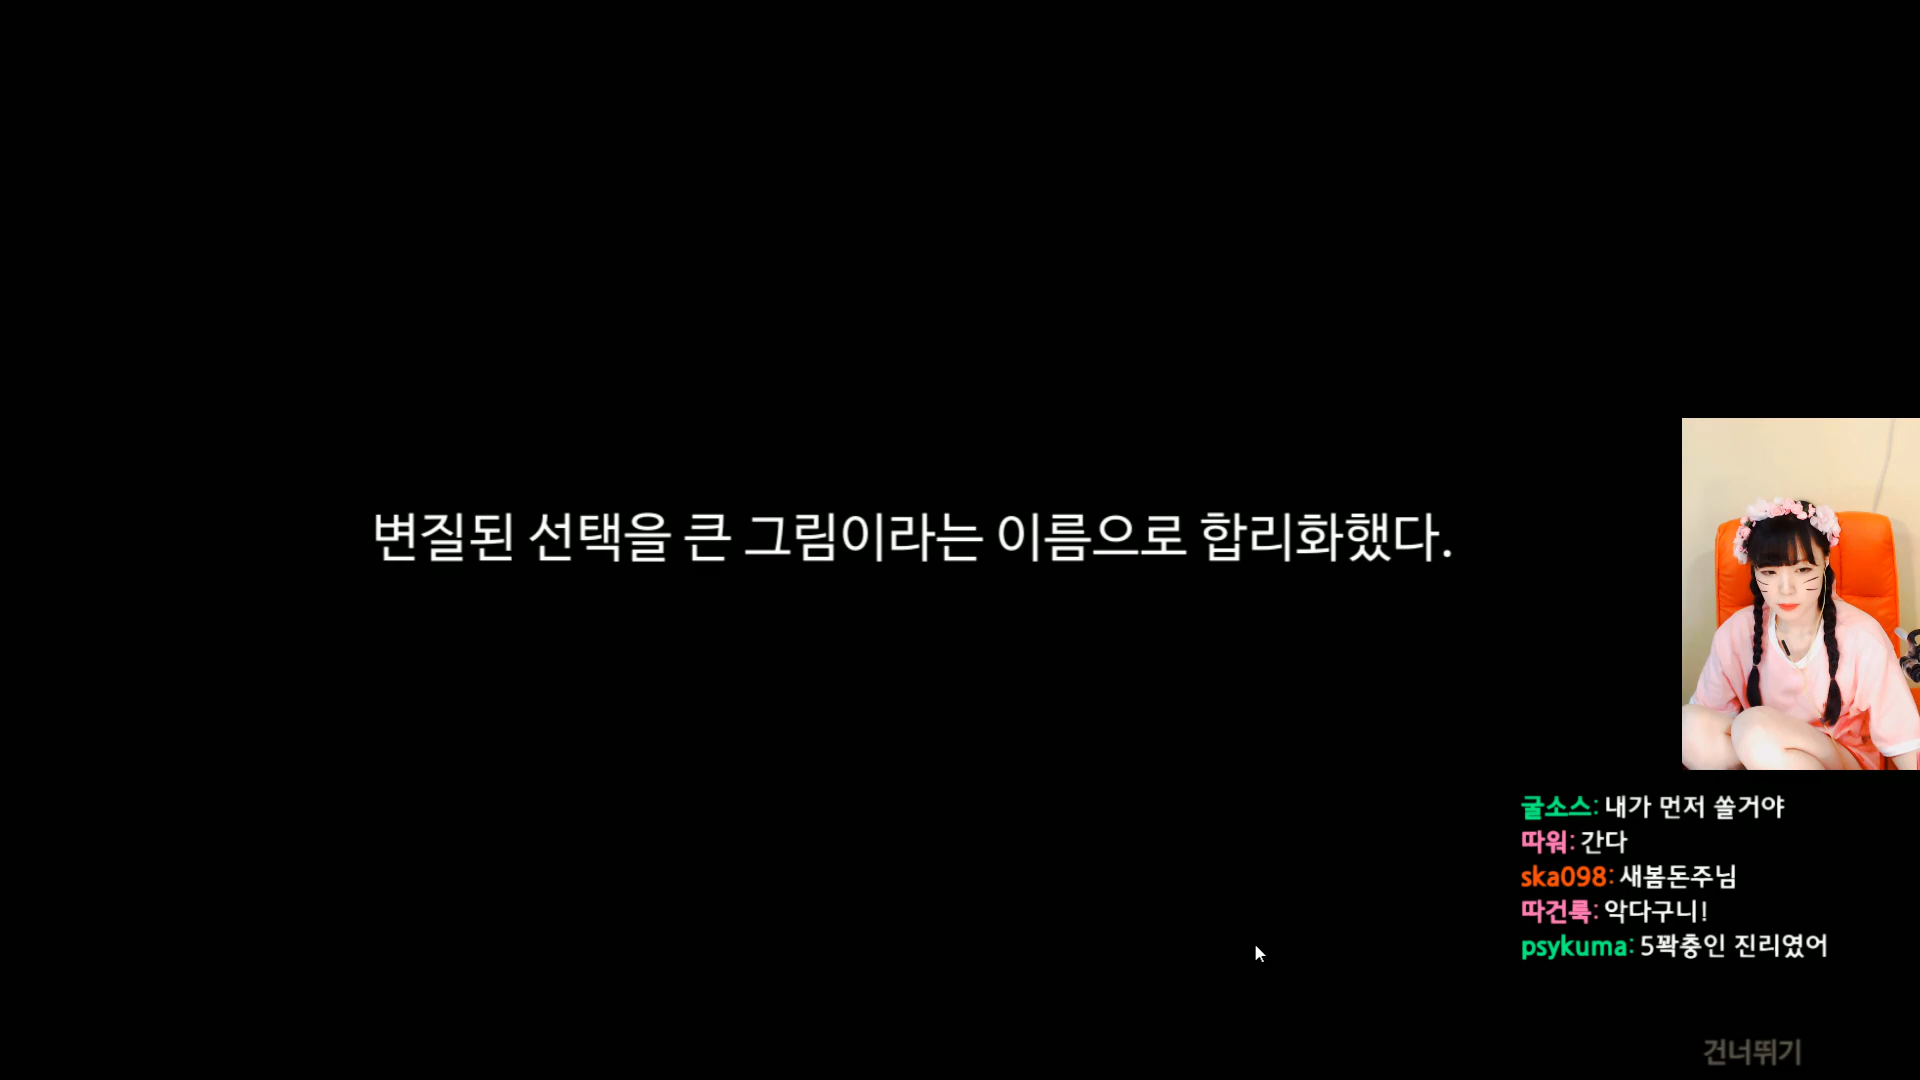 변질된 선택을 큰 그림이라는 이름으로 합리화했다.
굴소스: 내가 먼저 쏠거야
따워: 간다
ska098: 새봄돈주님
따건룩: 악다구니!
psykuma: 5꽉충인 진리였어
건너뛰기